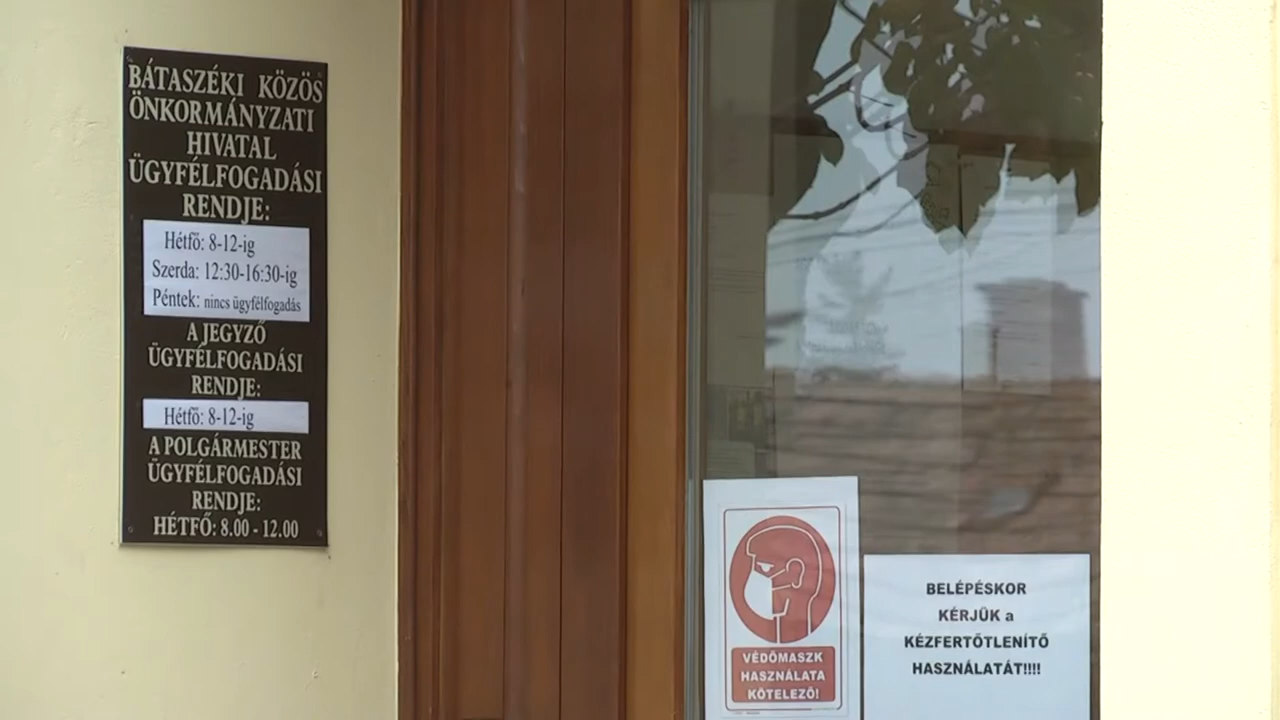 BÁTASZÉKI KÖZÖS
ÖNKORMÁNYZATI
HIVATAL
ÜGYFÉLFOGADÁSI
RENDJE:
Hétfő: 8-12-ig
Szerda: 12:30-16:30-ig
Péntek: nincs ügyfélfogadás
A JEGYZŐ
ÜGYFÉLFOGADÁSI
RENDJE:
Hétfő: 8-12-ig
A POLGÁRMESTER
ÜGYFÉLFOGADÁSI
RENDJE:
HÉTFŐ: 8.00 - 12.00
VÉDŐMASZK
HASZNÁLATA
KÖTELEZŐ!
BELÉPÉSKOR
KÉRJÜK a
KÉZFERTŐTLENÍTŐ
HASZNÁLATÁT!!!!